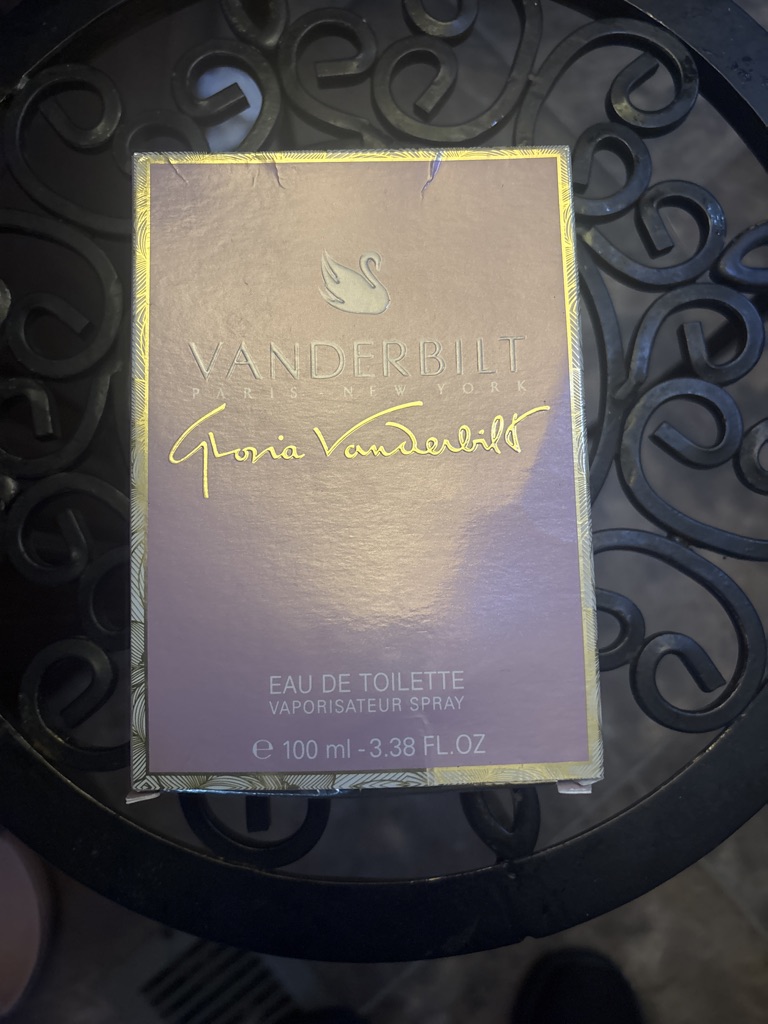 VANDERBILT
PARIS - NEW YORK
Gloria Vanderbilt
EAU DE TOILETTE
VAPORISATEUR SPRAY
℮ 100 ml - 3.38 FL.OZ